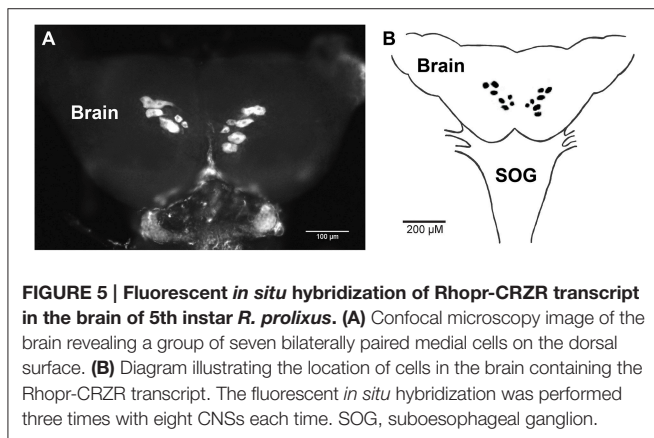 A
Brain
100 µm
B
Brain
SOG
200 µM
FIGURE 5 | Fluorescent in situ hybridization of Rhopr-CRZR transcript
in the brain of 5th instar R. prolixus. (A) Confocal microscopy image of the
brain revealing a group of seven bilaterally paired medial cells on the dorsal
surface. (B) Diagram illustrating the location of cells in the brain containing the
Rhopr-CRZR transcript. The fluorescent in situ hybridization was performed
three times with eight CNSs each time. SOG, suboesophageal ganglion.